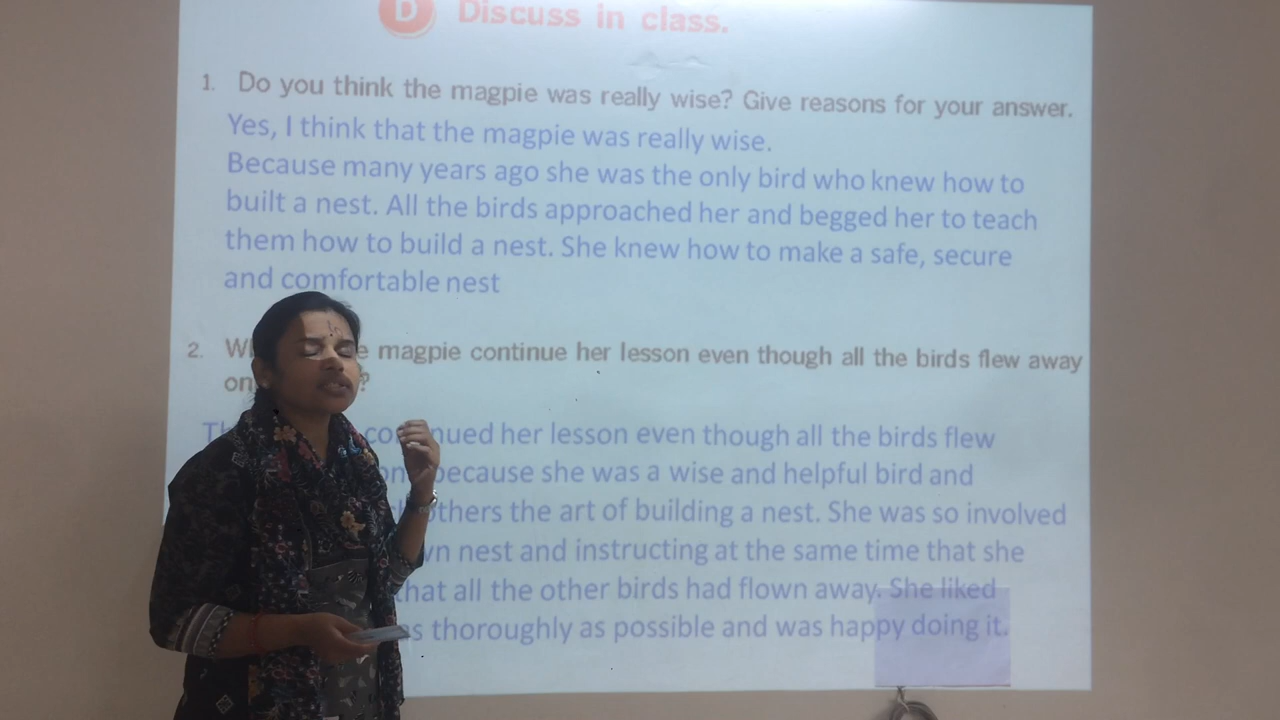 D Discuss in class.
1. Do you think the magpie was really wise? Give reasons for your answer.
Yes, I think that the magpie was really wise.
Because many years ago she was the only bird who knew how to
built a nest. All the birds approached her and begged her to teach
them how to build a nest. She knew how to make a safe, secure
and comfortable nest
2. magpie continue her lesson even though all the birds flew away
?
her lesson even though all the birds flew
because she was a wise and helpful bird and
others the art of building a nest. She was so involved
nest and instructing at the same time that she
that all the other birds had flown away. She liked
as thoroughly as possible and was happy doing it.